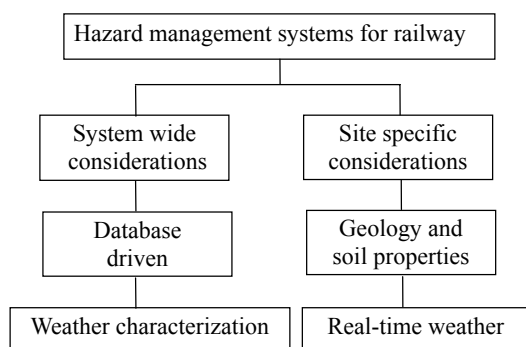 Hazard management systems for railway
System wide
considerations
Site specific
considerations
Database
driven
Geology and
soil properties
Weather characterization
Real-time weather